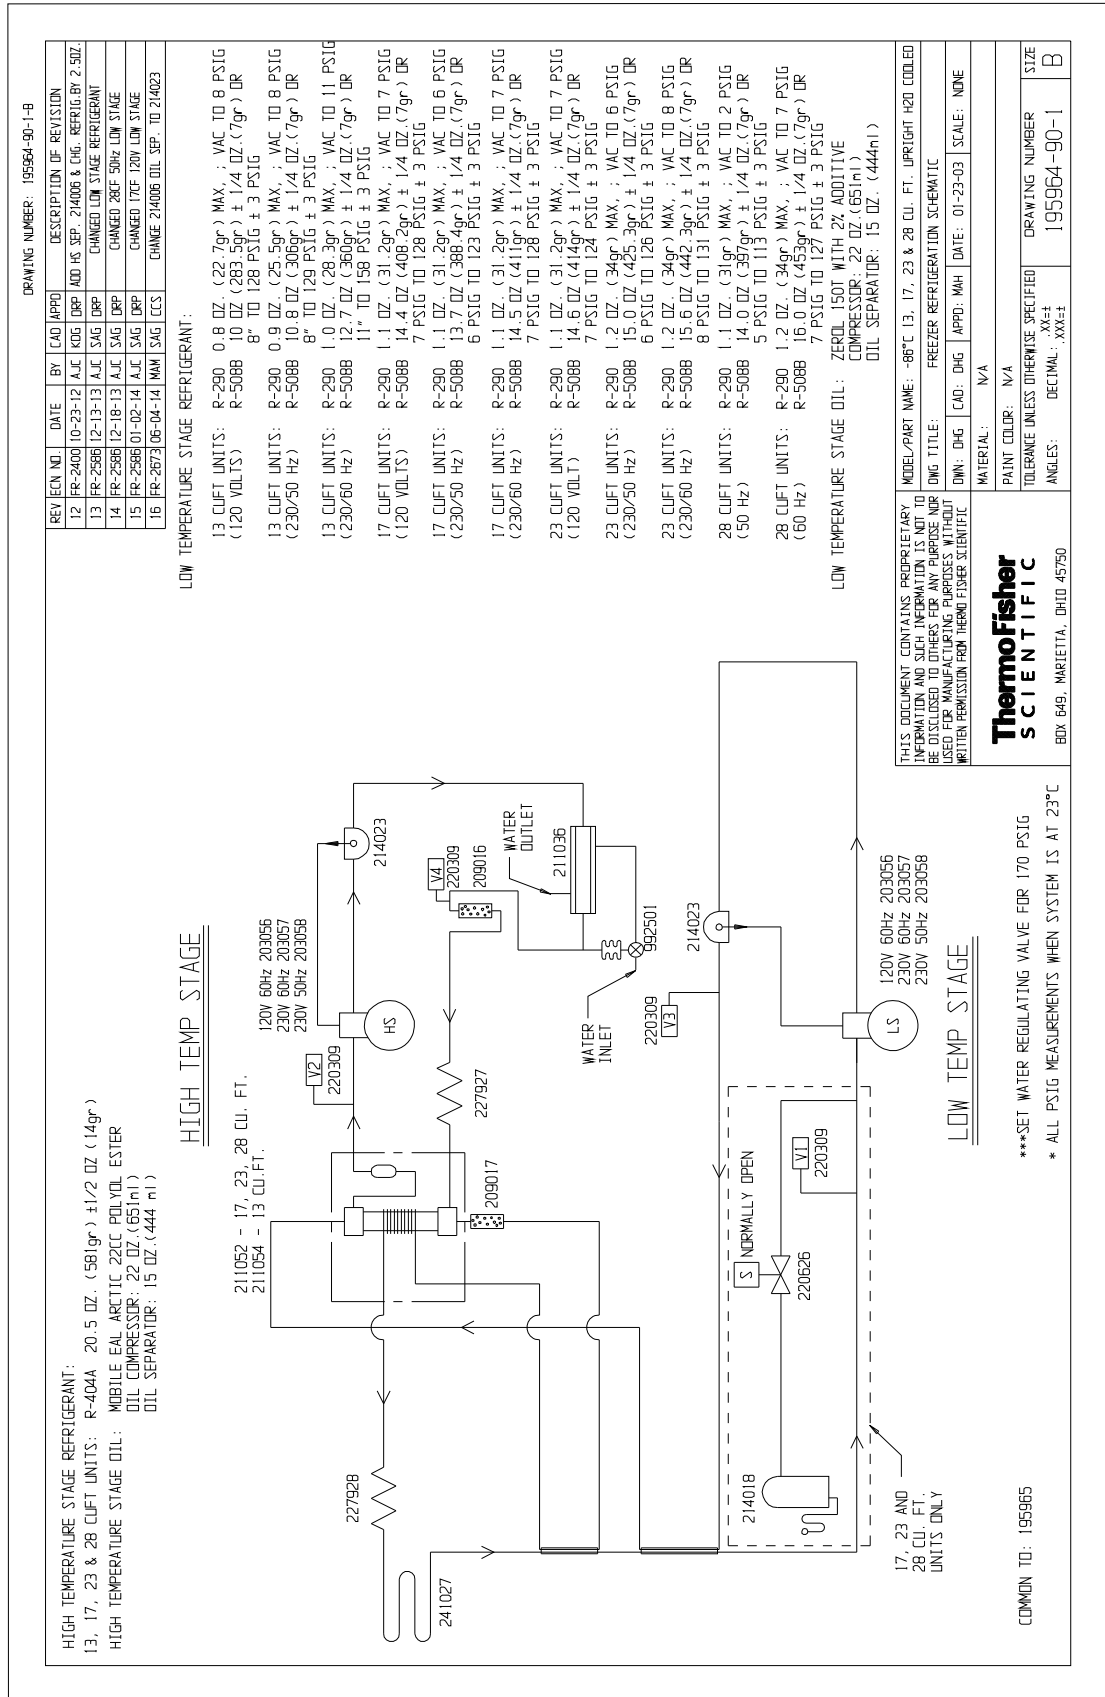 DRAWING NUMBER: 195964-90-1-B
REV ECN NO. DATE BY CAD APPD DESCRIPTION OF REVISION
12 FR-2400 10-23-12 AJC KDG DRP ADD HS SEP. 214006 & CHG. REFRIG.BY 2.5OZ.
13 FR-2586 12-13-13 AJC SAG DRP CHANGED LOW STAGE REFRIGERANT
14 FR-2586 12-18-13 AJC SAG DRP CHANGED 28CF 50Hz LOW STAGE
15 FR-2586 01-02-14 AJC SAG DRP CHANGED 17CF 120V LOW STAGE
16 FR-2673 06-04-14 MAM SAG CCS CHANGE 214006 OIL SEP. TO 214023
HIGH TEMPERATURE STAGE REFRIGERANT:
13, 17, 23 & 28 CUFT UNITS: R-404A 20.5 OZ. (581gr) ±1/2 OZ (14gr)
HIGH TEMPERATURE STAGE OIL: MOBILE EAL ARCTIC 22CC POLYOL ESTER
OIL COMPRESSOR: 22 OZ.(651ml)
OIL SEPARATOR: 15 OZ.(444 ml)
HIGH TEMP STAGE
211052 - 17, 23, 28 CU. FT.
211054 - 13 CU.FT.
120V 60Hz 203056
230V 60Hz 203057
230V 50Hz 203058
V2
220309
HS
214023
V4
220309
209016
WATER
OUTLET
211036
992501
WATER
INLET
227927
209017
227928
241027
220309
V3
214023
S NORMALLY OPEN
220626
V1
220309
214018
LS
120V 60Hz 203056
230V 60Hz 203057
230V 50Hz 203058
LOW TEMP STAGE
17, 23 AND
28 CU. FT.
UNITS ONLY
COMMON TO: 195965
***SET WATER REGULATING VALVE FOR 170 PSIG
* ALL PSIG MEASUREMENTS WHEN SYSTEM IS AT 23°C
LOW TEMPERATURE STAGE REFRIGERANT:
13 CUFT UNITS: R-290 0.8 OZ. (22.7gr) MAX, ; VAC TO 8 PSIG
(120 VOLTS) R-508B 10 OZ (283.5gr) ± 1/4 OZ.(7gr) OR
8" TO 128 PSIG ± 3 PSIG
13 CUFT UNITS: R-290 0.9 OZ. (25.5gr) MAX, ; VAC TO 8 PSIG
(230/50 Hz) R-508B 10.8 OZ (306gr) ± 1/4 OZ.(7gr) OR
8" TO 129 PSIG ± 3 PSIG
13 CUFT UNITS: R-290 1.0 OZ. (28.3gr) MAX, ; VAC TO 11 PSIG
(230/60 Hz) R-508B 12.7 OZ (360gr) ± 1/4 OZ.(7gr) OR
11" TO 158 PSIG ± 3 PSIG
17 CUFT UNITS: R-290 1.1 OZ. (31.2gr) MAX, ; VAC TO 7 PSIG
(120 VOLTS) R-508B 14.4 OZ (408.2gr) ± 1/4 OZ.(7gr) OR
7 PSIG TO 128 PSIG ± 3 PSIG
17 CUFT UNITS: R-290 1.1 OZ. (31.2gr) MAX, ; VAC TO 6 PSIG
(230/50 Hz) R-508B 13.7 OZ (388.4gr) ± 1/4 OZ.(7gr) OR
6 PSIG TO 123 PSIG ± 3 PSIG
17 CUFT UNITS: R-290 1.1 OZ. (31.2gr) MAX, ; VAC TO 7 PSIG
(230/60 Hz) R-508B 14.5 OZ (411gr) ± 1/4 OZ.(7gr) OR
7 PSIG TO 128 PSIG ± 3 PSIG
23 CUFT UNITS: R-290 1.1 OZ. (31.2gr) MAX, ; VAC TO 7 PSIG
(120 VOLT) R-508B 14.6 OZ (414gr) ± 1/4 OZ.(7gr) OR
7 PSIG TO 124 PSIG ± 3 PSIG
23 CUFT UNITS: R-290 1.2 OZ. (34gr) MAX, ; VAC TO 6 PSIG
(230/50 Hz) R-508B 15.0 OZ (425.3gr) ± 1/4 OZ.(7gr) OR
6 PSIG TO 126 PSIG ± 3 PSIG
23 CUFT UNITS: R-290 1.2 OZ. (34gr) MAX, ; VAC TO 8 PSIG
(230/60 Hz) R-508B 15.6 OZ (442.3gr) ± 1/4 OZ.(7gr) OR
8 PSIG TO 131 PSIG ± 3 PSIG
28 CUFT UNITS: R-290 1.1 OZ. (31gr) MAX, ; VAC TO 2 PSIG
(50 Hz) R-508B 14.0 OZ (397gr) ± 1/4 OZ.(7gr) OR
5 PSIG TO 113 PSIG ± 3 PSIG
28 CUFT UNITS: R-290 1.2 OZ. (34gr) MAX, ; VAC TO 7 PSIG
(60 Hz) R-508B 16.0 OZ (453gr) ± 1/4 OZ.(7gr) OR
7 PSIG TO 127 PSIG ± 3 PSIG
LOW TEMPERATURE STAGE OIL: ZEROL 150T WITH 2% ADDITIVE
COMPRESSOR: 22 OZ.(651ml)
OIL SEPARATOR: 15 OZ. (444ml)
THIS DOCUMENT CONTAINS PROPRIETARY
INFORMATION AND SUCH INFORMATION IS NOT TO
BE DISCLOSED TO OTHERS FOR ANY PURPOSE NOR
USED FOR MANUFACTURING PURPOSES WITHOUT
WRITTEN PERMISSION FROM THERMO FISHER SCIENTIFIC
ThermoFisher
SCIENTIFIC
BOX 649, MARIETTA, OHIO 45750
MODEL/PART NAME: -86°C 13, 17, 23 & 28 CU. FT. UPRIGHT H2O COOLED
DWG TITLE: FREEZER REFRIGERATION SCHEMATIC
DWN: DHG CAD: DHG APPD: MAH DATE: 01-23-03 SCALE: NONE
MATERIAL: N/A
PAINT COLOR: N/A
TOLERANCE UNLESS OTHERWISE SPECIFIED
ANGLES: DECIMAL: .XX=±
.XXX=±
DRAWING NUMBER
195964-90-1
SIZE
B